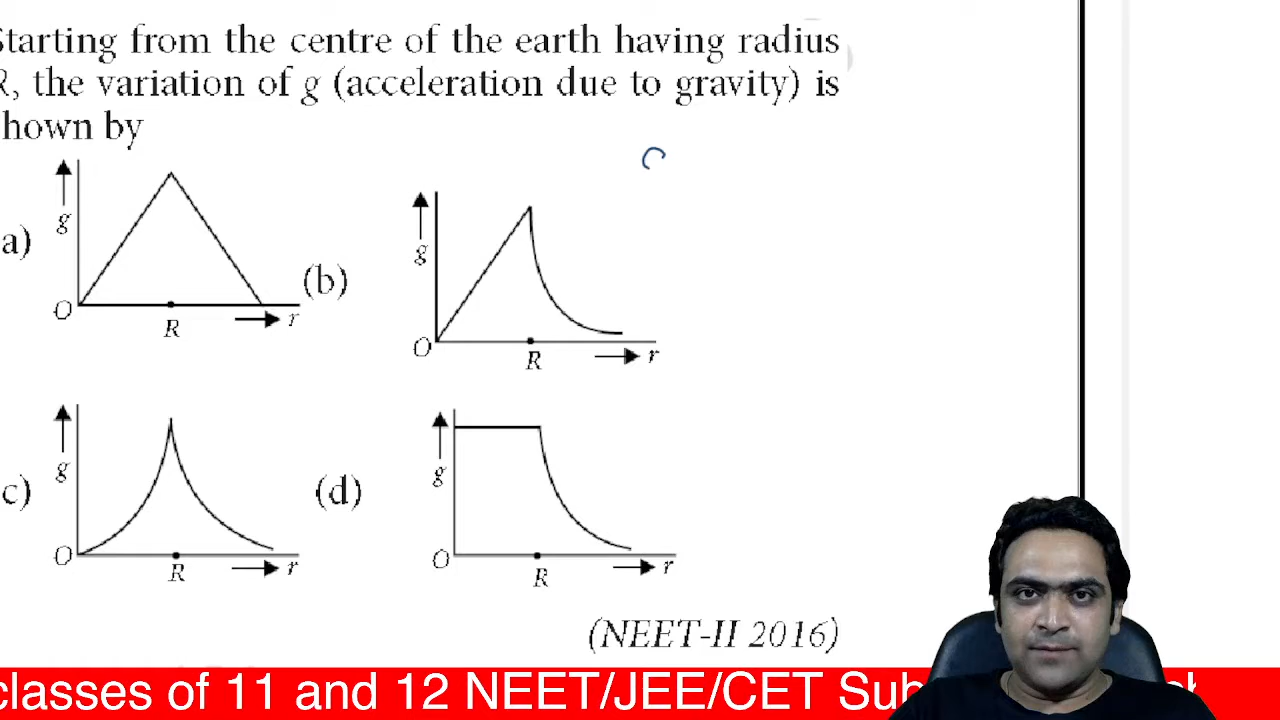 Starting from the centre of the earth having radius
R, the variation of g (acceleration due to gravity) is
shown by
a)
g
O
R
r
(b)
g
O
R
r
c)
g
O
R
r
(d)
g
O
R
r
(NEET-II 2016)
classes of 11 and 12 NEET/JEE/CET